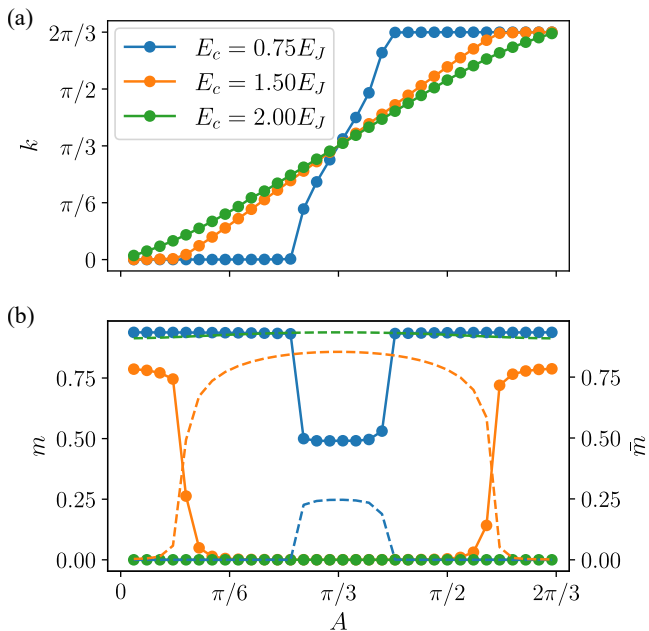 (a)
2π/3
π/2
π/3
π/6
0
k
E_c = 0.75E_J
E_c = 1.50E_J
E_c = 2.00E_J
(b)
0.75
0.50
0.25
0.00
m
0.75
0.50
0.25
0.00
m̄
0 π/6 π/3 π/2 2π/3
A